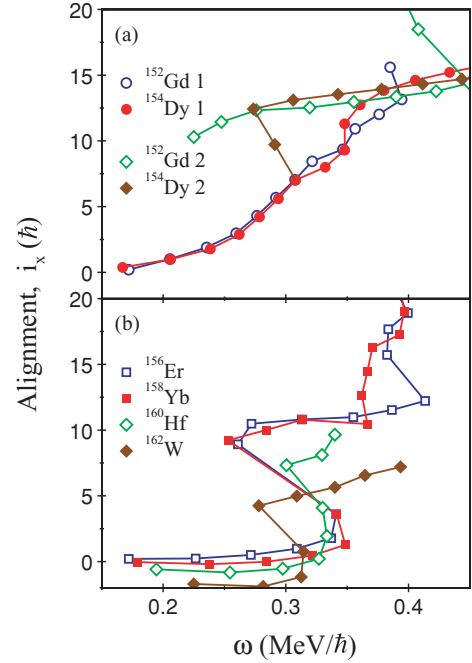 (a)
¹⁵²Gd 1
¹⁵⁴Dy 1
¹⁵²Gd 2
¹⁵⁴Dy 2
20
15
10
5
0
Alignment, iₓ (ħ)
(b)
¹⁵⁶Er
¹⁵⁸Yb
¹⁶⁰Hf
¹⁶²W
20
15
10
5
0
0.2 0.3 0.4
ω (MeV/ħ)